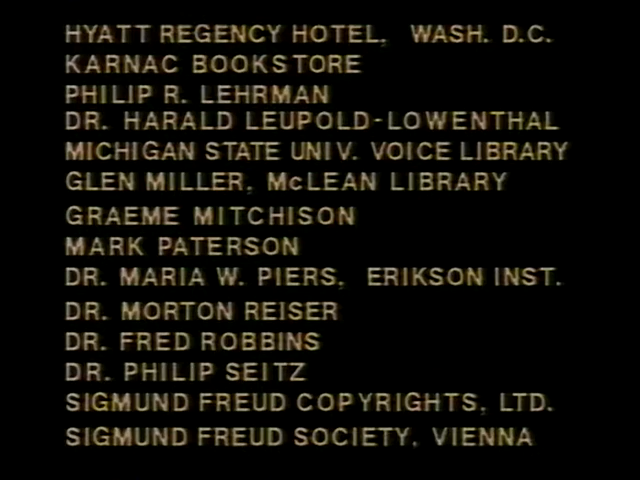 HYATT REGENCY HOTEL, WASH. D.C.
KARNAC BOOKSTORE
PHILIP R. LEHRMAN
DR. HARALD LEUPOLD-LOWENTHAL
MICHIGAN STATE UNIV. VOICE LIBRARY
GLEN MILLER, McLEAN LIBRARY
GRAEME MITCHISON
MARK PATERSON
DR. MARIA W. PIERS, ERIKSON INST.
DR. MORTON REISER
DR. FRED ROBBINS
DR. PHILIP SEITZ
SIGMUND FREUD COPYRIGHTS, LTD.
SIGMUND FREUD SOCIETY, VIENNA